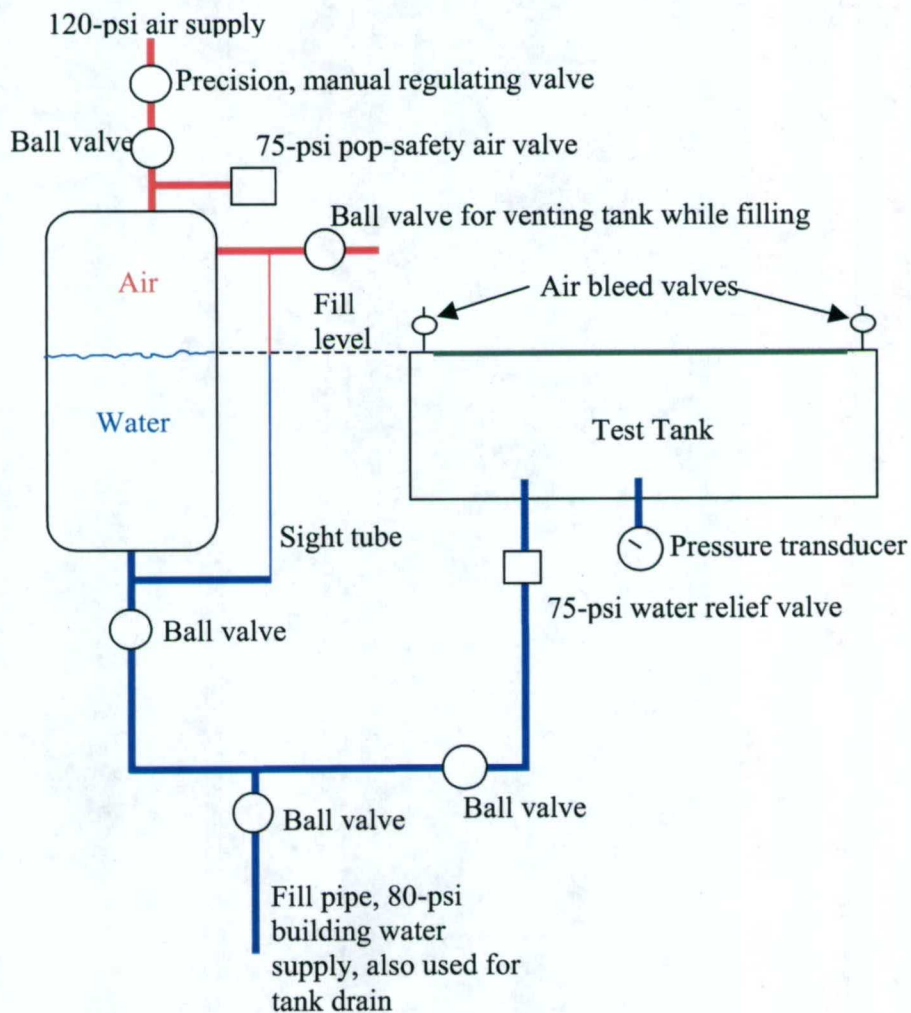 120-psi air supply
Precision, manual regulating valve
Ball valve
75-psi pop-safety air valve
Ball valve for venting tank while filling
Air
Air bleed valves
Fill
level
Water
Test Tank
Sight tube
Pressure transducer
75-psi water relief valve
Ball valve
Ball valve
Ball valve
Fill pipe, 80-psi
building water
supply, also used for
tank drain